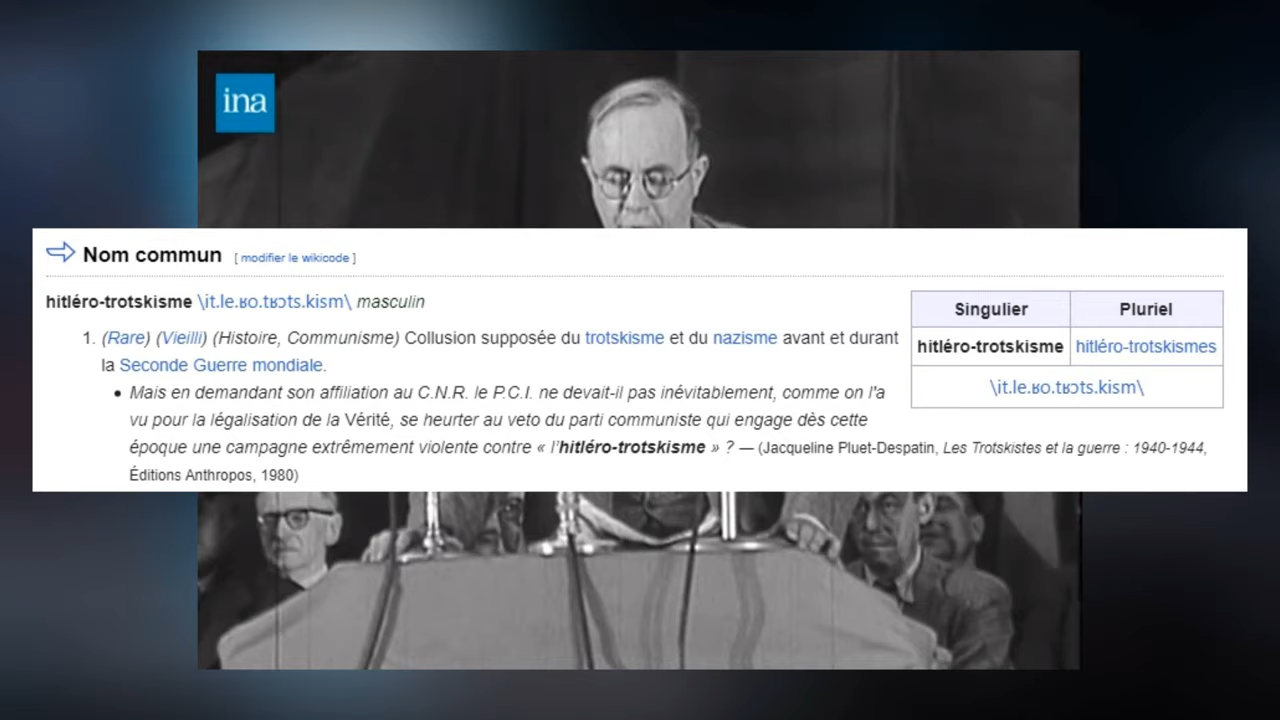 ina
Nom commun [ modifier le wikicode ]
hitléro-trotskisme \it.le.ʁo.tʁɔts.kism\ masculin
1. (Rare) (Vieilli) (Histoire, Communisme) Collusion supposée du trotskisme et du nazisme avant et durant
la Seconde Guerre mondiale.
• Mais en demandant son affiliation au C.N.R. le P.C.I. ne devait-il pas inévitablement, comme on l'a
vu pour la légalisation de la Vérité, se heurter au veto du parti communiste qui engage dès cette
époque une campagne extrêmement violente contre « l'hitléro-trotskisme » ? — (Jacqueline Pluet-Despatin, Les Trotskistes et la guerre : 1940-1944,
Éditions Anthropos, 1980)
Singulier Pluriel
hitléro-trotskisme hitléro-trotskismes
\it.le.ʁo.tʁɔts.kism\